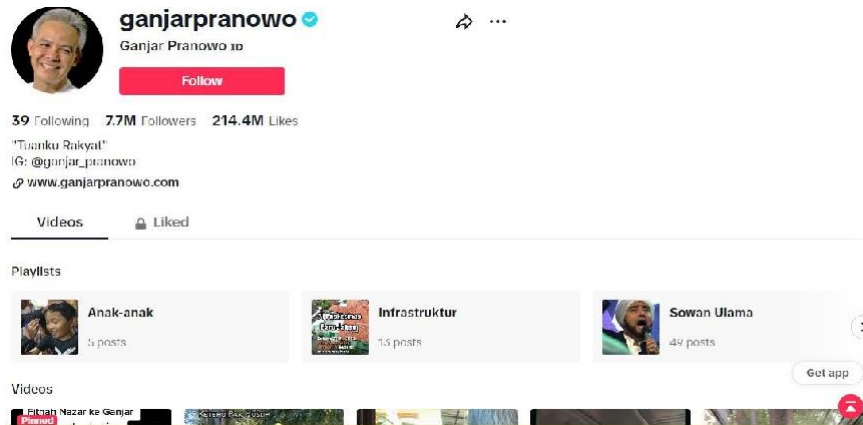 ganjarpranowo
Ganjar Pranowo ID
Follow
39 Following 7.7M Followers 214.4M Likes
"Tuanku Rakyat"
IG: @ganjar_pranowo
www.ganjarpranowo.com
Videos Liked
Playlists
Anak-anak
5 posts
Infrastruktur
13 posts
Sowan Ulama
49 posts
Get app
Videos
Fitnah Nazar ke Ganjar
Pinned